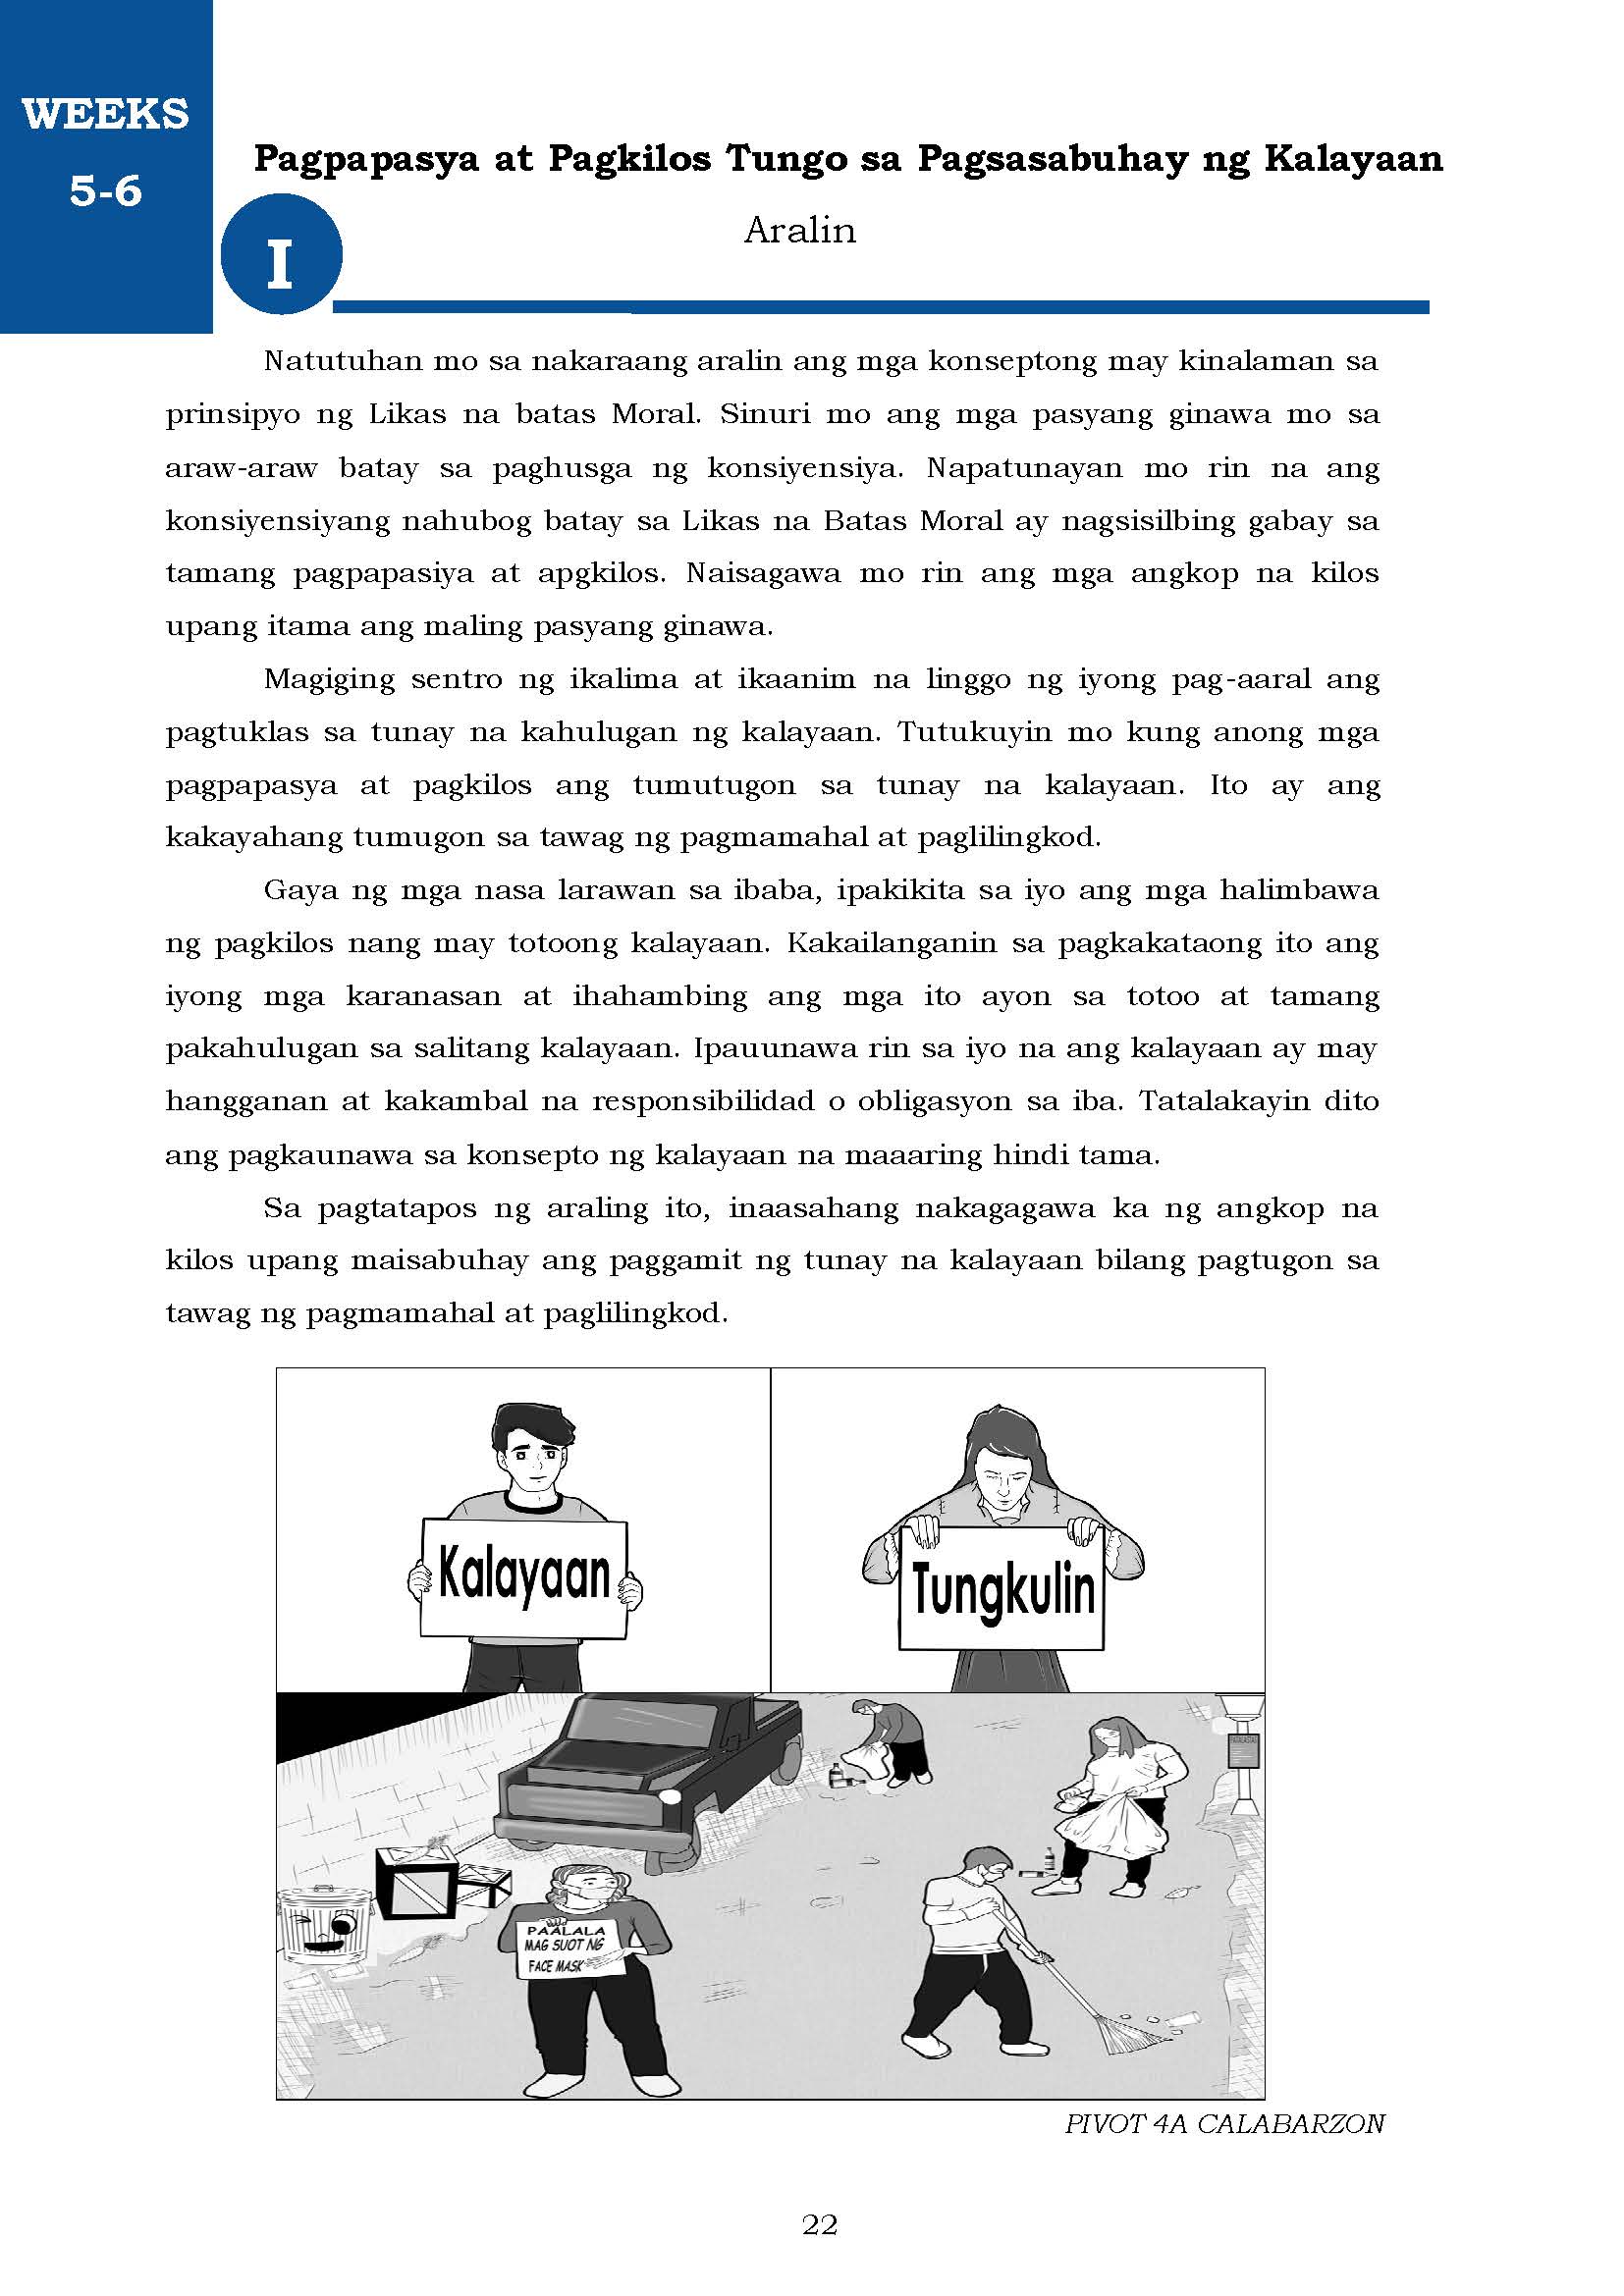 WEEKS
5-6
Pagpapasya at Pagkilos Tungo sa Pagsasabuhay ng Kalayaan
Aralin
I
Natutuhan mo sa nakaraang aralin ang mga konseptong may kinalaman sa
prinsipyo ng Likas na batas Moral. Sinuri mo ang mga pasyang ginawa mo sa
araw-araw batay sa paghusga ng konsiyensiya. Napatunayan mo rin na ang
konsiyensiyang nahubog batay sa Likas na Batas Moral ay nagsisilbing gabay sa
tamang pagpapasiya at apgkilos. Naisagawa mo rin ang mga angkop na kilos
upang itama ang maling pasyang ginawa.
Magiging sentro ng ikalima at ikaanim na linggo ng iyong pag-aaral ang
pagtuklas sa tunay na kahulugan ng kalayaan. Tutukuyin mo kung anong mga
pagpapasya at pagkilos ang tumutugon sa tunay na kalayaan. Ito ay ang
kakayahang tumugon sa tawag ng pagmamahal at paglilingkod.
Gaya ng mga nasa larawan sa ibaba, ipakikita sa iyo ang mga halimbawa
ng pagkilos nang may totoong kalayaan. Kakailanganin sa pagkakataong ito ang
iyong mga karanasan at ihahambing ang mga ito ayon sa totoo at tamang
pakahulugan sa salitang kalayaan. Ipauunawa rin sa iyo na ang kalayaan ay may
hangganan at kakambal na responsibilidad o obligasyon sa iba. Tatalakayin dito
ang pagkaunawa sa konsepto ng kalayaan na maaaring hindi tama.
Sa pagtatapos ng araling ito, inaasahang nakagagawa ka ng angkop na
kilos upang maisabuhay ang paggamit ng tunay na kalayaan bilang pagtugon sa
tawag ng pagmamahal at paglilingkod.
Kalayaan
Tungkulin
PAALALA
MAG SUOT NG
FACE MASK
PIVOT 4A CALABARZON
22